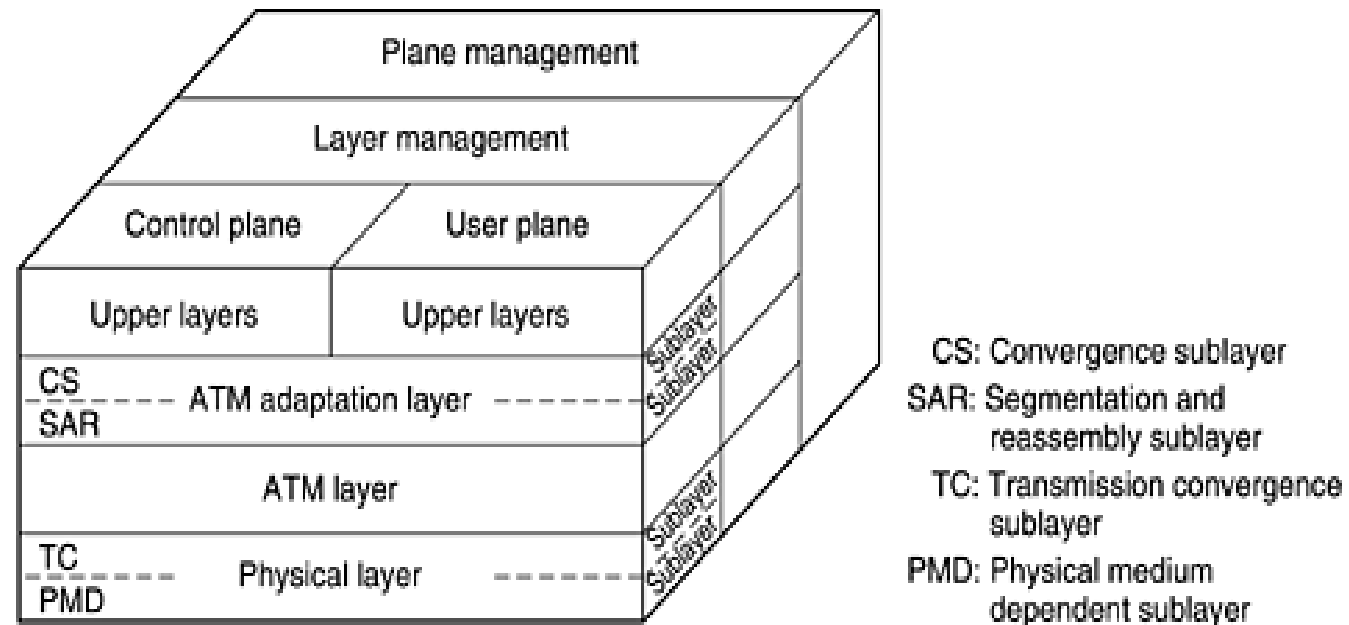 Plane management
Layer management
Control plane
User plane
Upper layers
Upper layers
Sublayer
Sublayer
CS
ATM adaptation layer
SAR
ATM layer
Sublayer
Sublayer
TC
Physical layer
PMD
CS: Convergence sublayer
SAR: Segmentation and
reassembly sublayer
TC: Transmission convergence
sublayer
PMD: Physical medium
dependent sublayer